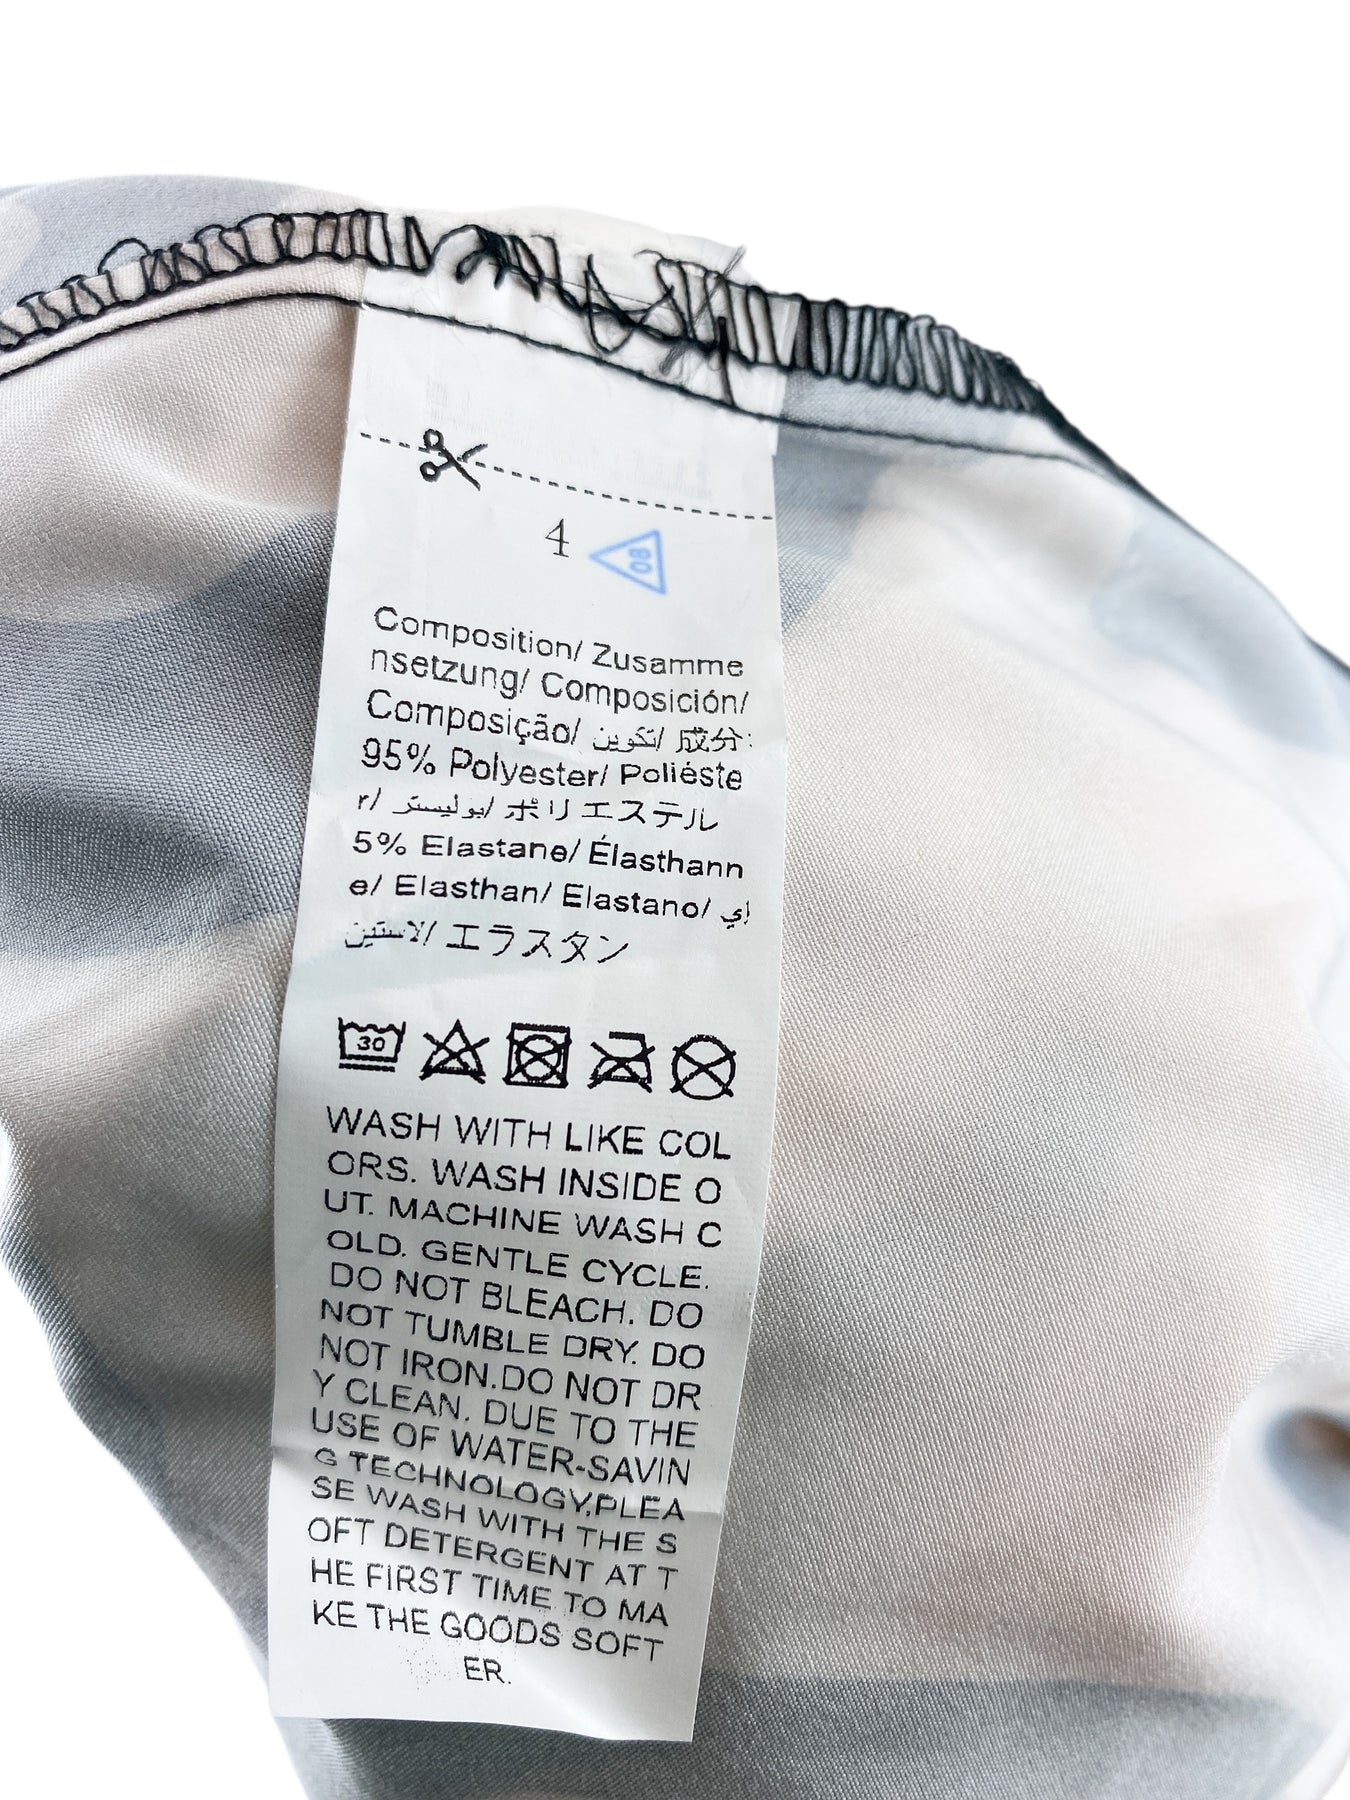 4 08
Composition/ Zusamme
nsetzung/ Composición/
Composição/ تكوين/ 成分:
95% Polyester/ Poliéste
r/ بوليستر/ ポリエステル
5% Elastane/ Élasthann
e/ Elasthan/ Elastano/ إي
لاستين/ エラスタン
30
WASH WITH LIKE COL
ORS. WASH INSIDE O
UT. MACHINE WASH C
OLD. GENTLE CYCLE.
DO NOT BLEACH. DO
NOT TUMBLE DRY. DO
NOT IRON.DO NOT DR
Y CLEAN. DUE TO THE
USE OF WATER-SAVIN
G TECHNOLOGY,PLEA
SE WASH WITH THE S
OFT DETERGENT AT T
HE FIRST TIME TO MA
KE THE GOODS SOFT
ER.